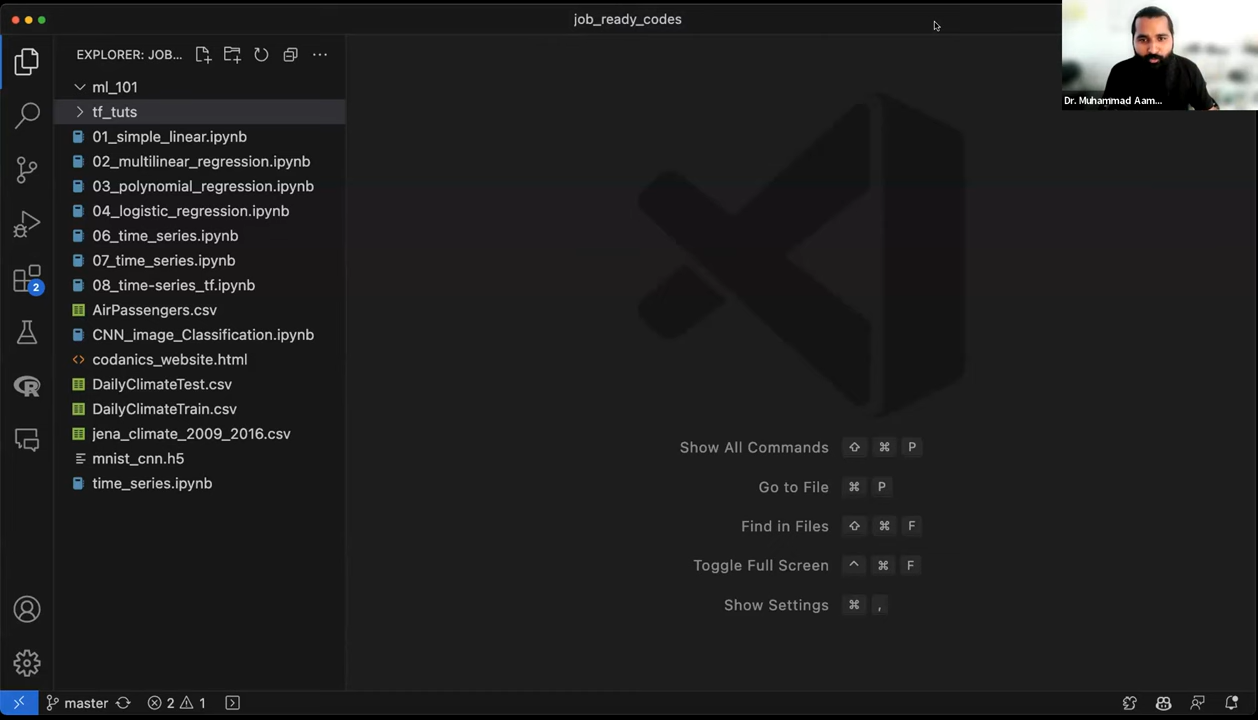 job_ready_codes
Dr. Muhammad Aam...
EXPLORER: JOB...
ml_101
tf_tuts
01_simple_linear.ipynb
02_multilinear_regression.ipynb
03_polynomial_regression.ipynb
04_logistic_regression.ipynb
06_time_series.ipynb
07_time_series.ipynb
08_time-series_tf.ipynb
AirPassengers.csv
CNN_image_Classification.ipynb
codanics_website.html
DailyClimateTest.csv
DailyClimateTrain.csv
jena_climate_2009_2016.csv
mnist_cnn.h5
time_series.ipynb
2
R
Show All Commands ⇧ ⌘ P
Go to File ⌘ P
Find in Files ⇧ ⌘ F
Toggle Full Screen ^ ⌘ F
Show Settings ⌘ ,
master 2 1